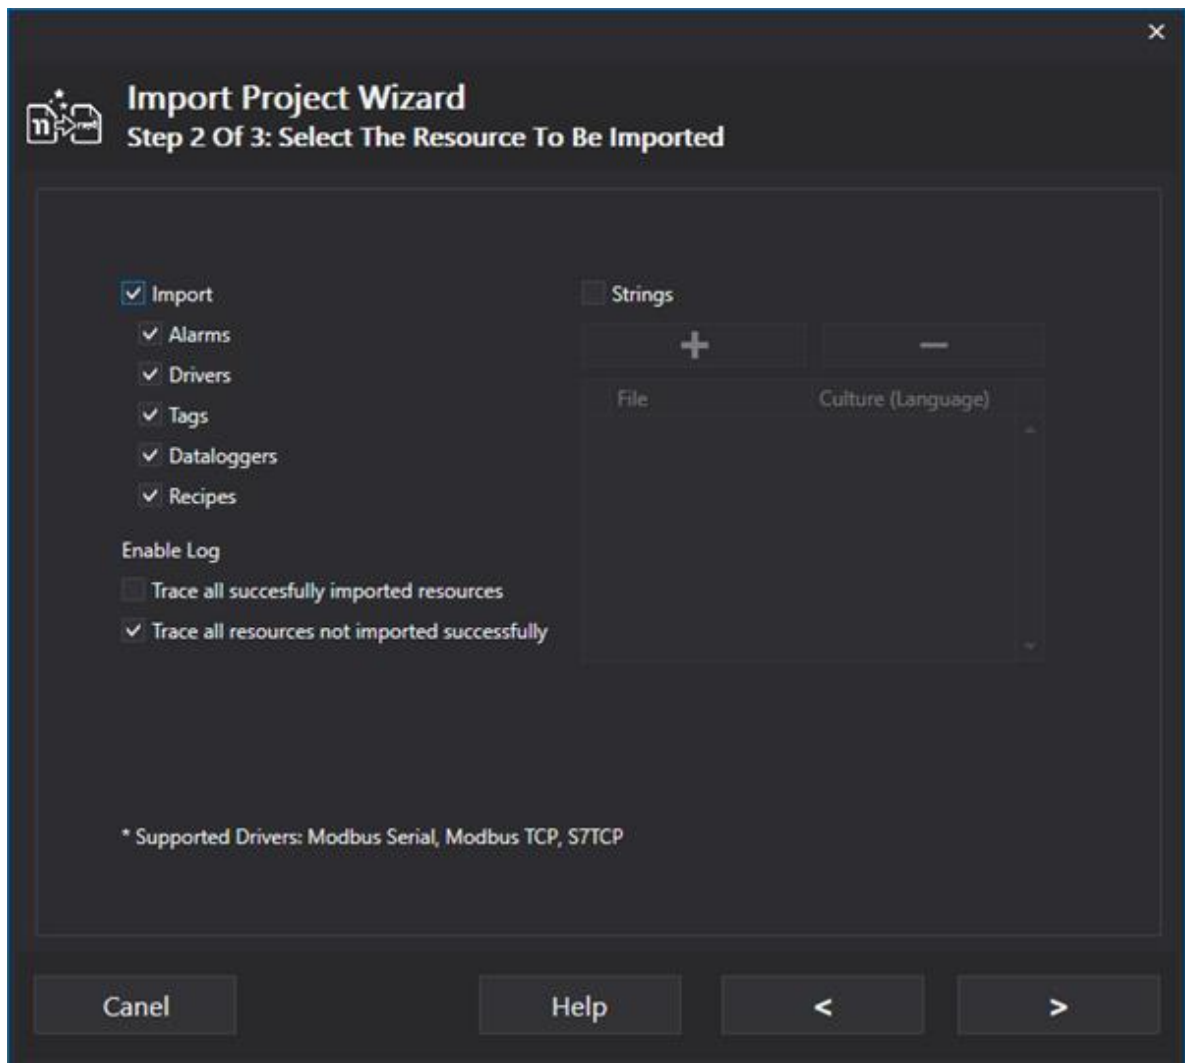 Import Project Wizard
Step 2 Of 3: Select The Resource To Be Imported
Import
Alarms
Drivers
Tags
Dataloggers
Recipes
Enable Log
Trace all succesfully imported resources
Trace all resources not imported successfully
Strings
File Culture (Language)
* Supported Drivers: Modbus Serial, Modbus TCP, S7TCP
Canel Help < >